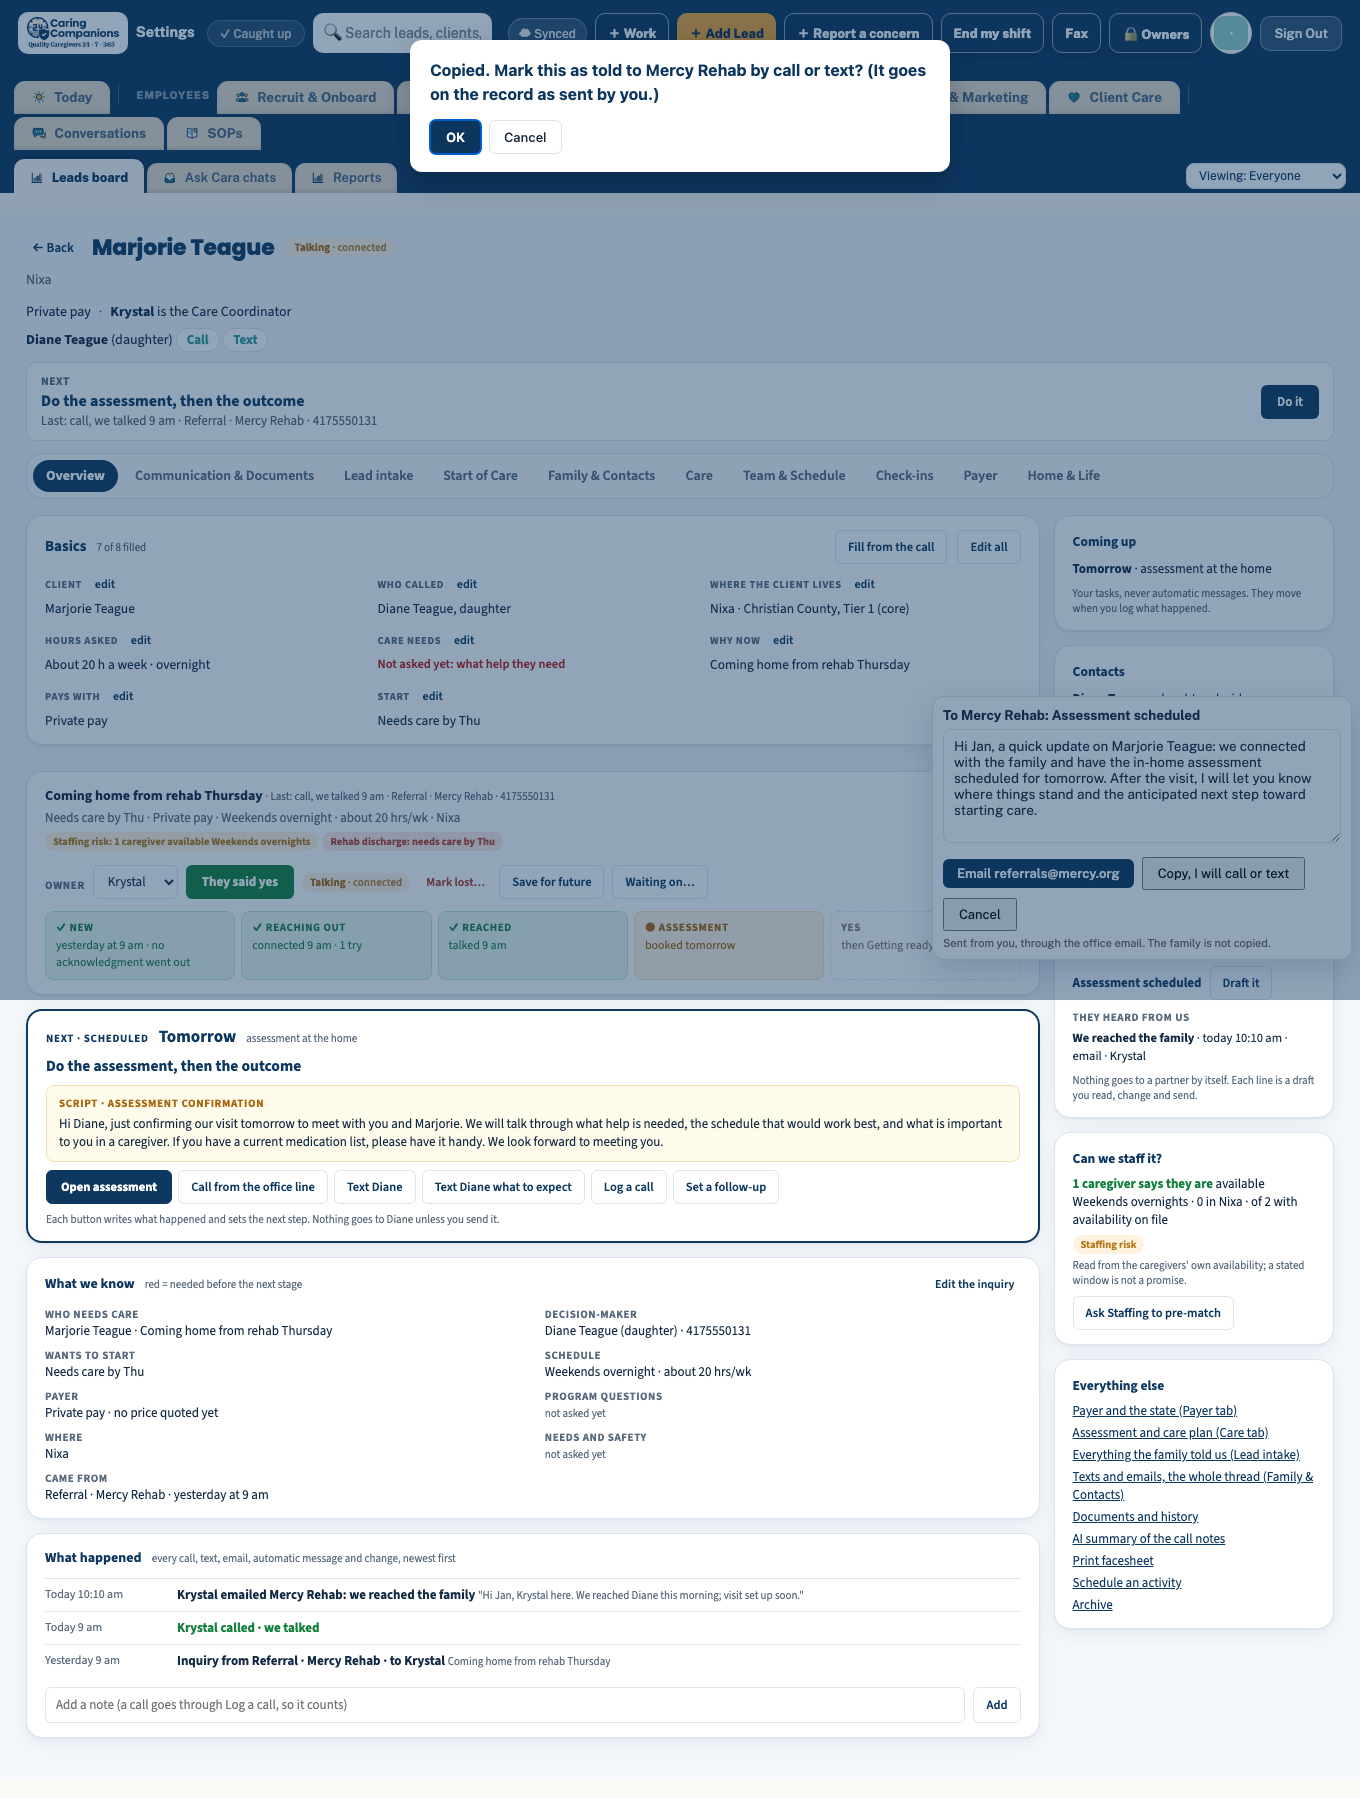 Caring Companions
Quality Caregivers 24 · 7 · 365
Settings
✓ Caught up
Search leads, clients,
Synced
+ Work
+ Add Lead
+ Report a concern
End my shift
Fax
Owners
Sign Out
Copied. Mark this as told to Mercy Rehab by call or text? (It goes
on the record as sent by you.)
OK
Cancel
Today
EMPLOYEES
Recruit & Onboard
& Marketing
Client Care
Conversations
SOPs
Leads board
Ask Cara chats
Reports
Viewing: Everyone
← Back
Marjorie Teague
Talking · connected
Nixa
Private pay · Krystal is the Care Coordinator
Diane Teague (daughter)
Call
Text
NEXT
Do the assessment, then the outcome
Last: call, we talked 9 am · Referral · Mercy Rehab · 4175550131
Do it
Overview
Communication & Documents
Lead intake
Start of Care
Family & Contacts
Care
Team & Schedule
Check-ins
Payer
Home & Life
Basics 7 of 8 filled
Fill from the call
Edit all
CLIENT edit
Marjorie Teague
WHO CALLED edit
Diane Teague, daughter
WHERE THE CLIENT LIVES edit
Nixa · Christian County, Tier 1 (core)
HOURS ASKED edit
About 20 h a week · overnight
CARE NEEDS edit
Not asked yet: what help they need
WHY NOW edit
Coming home from rehab Thursday
PAYS WITH edit
Private pay
START edit
Needs care by Thu
Coming up
Tomorrow · assessment at the home
Your tasks, never automatic messages. They move
when you log what happened.
Contacts
To Mercy Rehab: Assessment scheduled
Hi Jan, a quick update on Marjorie Teague: we connected
with the family and have the in-home assessment
scheduled for tomorrow. After the visit, I will let you know
where things stand and the anticipated next step toward
starting care.
Email referrals@mercy.org
Copy, I will call or text
Cancel
Sent from you, through the office email. The family is not copied.
Coming home from rehab Thursday · Last: call, we talked 9 am · Referral · Mercy Rehab · 4175550131
Needs care by Thu · Private pay · Weekends overnight · about 20 hrs/wk · Nixa
Staffing risk: 1 caregiver available Weekends overnights
Rehab discharge: needs care by Thu
OWNER
Krystal
They said yes
Talking · connected
Mark lost…
Save for future
Waiting on…
✓ NEW
yesterday at 9 am · no
acknowledgment went out
✓ REACHING OUT
connected 9 am · 1 try
✓ REACHED
talked 9 am
ASSESSMENT
booked tomorrow
YES
then Getting ready
Assessment scheduled
Draft it
THEY HEARD FROM US
We reached the family · today 10:10 am ·
email · Krystal
Nothing goes to a partner by itself. Each line is a draft
you read, change and send.
NEXT · SCHEDULED Tomorrow assessment at the home
Do the assessment, then the outcome
SCRIPT · ASSESSMENT CONFIRMATION
Hi Diane, just confirming our visit tomorrow to meet with you and Marjorie. We will talk through what help is needed, the schedule that would work best, and what is important
to you in a caregiver. If you have a current medication list, please have it handy. We look forward to meeting you.
Open assessment
Call from the office line
Text Diane
Text Diane what to expect
Log a call
Set a follow-up
Each button writes what happened and sets the next step. Nothing goes to Diane unless you send it.
Can we staff it?
1 caregiver says they are available
Weekends overnights · 0 in Nixa · of 2 with
availability on file
Staffing risk
Read from the caregivers' own availability; a stated
window is not a promise.
Ask Staffing to pre-match
What we know red = needed before the next stage
Edit the inquiry
WHO NEEDS CARE
Marjorie Teague · Coming home from rehab Thursday
DECISION-MAKER
Diane Teague (daughter) · 4175550131
WANTS TO START
Needs care by Thu
SCHEDULE
Weekends overnight · about 20 hrs/wk
PAYER
Private pay · no price quoted yet
PROGRAM QUESTIONS
not asked yet
WHERE
Nixa
NEEDS AND SAFETY
not asked yet
CAME FROM
Referral · Mercy Rehab · yesterday at 9 am
Everything else
Payer and the state (Payer tab)
Assessment and care plan (Care tab)
Everything the family told us (Lead intake)
Texts and emails, the whole thread (Family &
Contacts)
Documents and history
AI summary of the call notes
Print facesheet
Schedule an activity
Archive
What happened every call, text, email, automatic message and change, newest first
Today 10:10 am Krystal emailed Mercy Rehab: we reached the family "Hi Jan, Krystal here. We reached Diane this morning; visit set up soon."
Today 9 am Krystal called · we talked
Yesterday 9 am Inquiry from Referral · Mercy Rehab · to Krystal Coming home from rehab Thursday
Add a note (a call goes through Log a call, so it counts)
Add